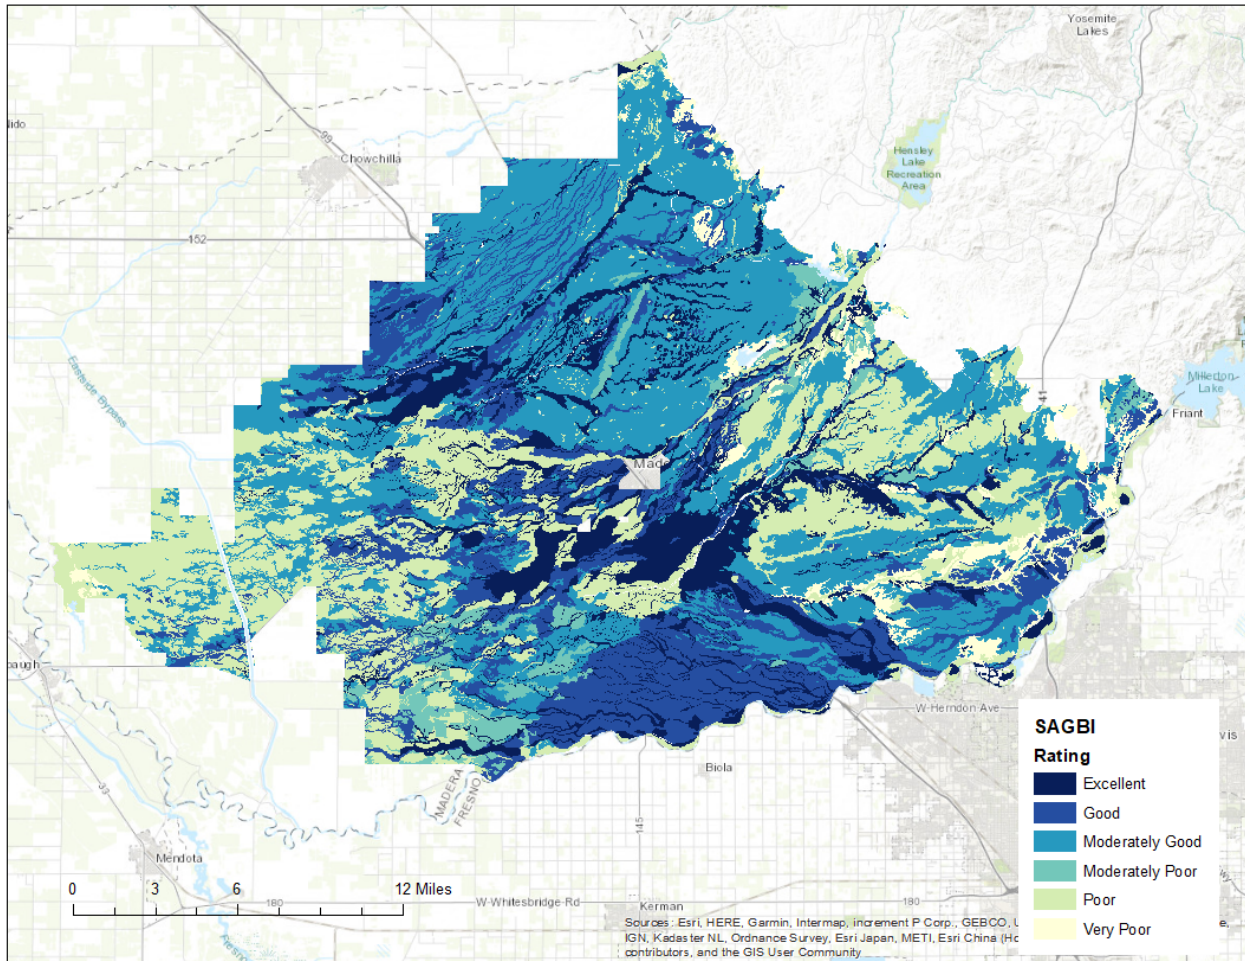 Yosemite
Lakes
Nido
99
Chowchilla
Hensley
Lake
Recreation
Area
152
Eastside Bypass
41
Millerton
Lake
Friant
Made
W Herndon Ave
Biola
MADERA
FRESNO
145
33
Mendota
SAGBI
Rating
Excellent
Good
Moderately Good
Moderately Poor
Poor
Very Poor
0 3 6 12 Miles
180
W Whitesbridge Rd
Kerman
180
Sources: Esri, HERE, Garmin, Intermap, increment P Corp., GEBCO,
IGN, Kadaster NL, Ordnance Survey, Esri Japan, METI, Esri China
contributors, and the GIS User Community